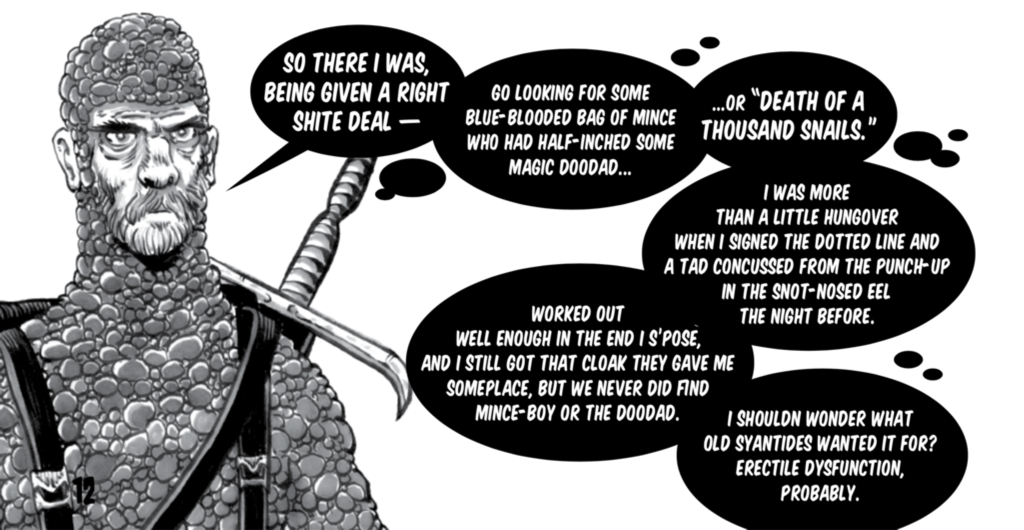 SO THERE I WAS,
BEING GIVEN A RIGHT
SHITE DEAL —
GO LOOKING FOR SOME
BLUE-BLOODED BAG OF MINCE
WHO HAD HALF-INCHED SOME
MAGIC DOODAD...
...OR "DEATH OF A
THOUSAND SNAILS."
I WAS MORE
THAN A LITTLE HUNGOVER
WHEN I SIGNED THE DOTTED LINE AND
A TAD CONCUSSED FROM THE PUNCH-UP
IN THE SNOT-NOSED EEL
THE NIGHT BEFORE.
WORKED OUT
WELL ENOUGH IN THE END I S'POSE,
AND I STILL GOT THAT CLOAK THEY GAVE ME
SOMEPLACE, BUT WE NEVER DID FIND
MINCE-BOY OR THE DOODAD.
I SHOULDN WONDER WHAT
OLD SYANTIDES WANTED IT FOR?
ERECTILE DYSFUNCTION,
PROBABLY.
12